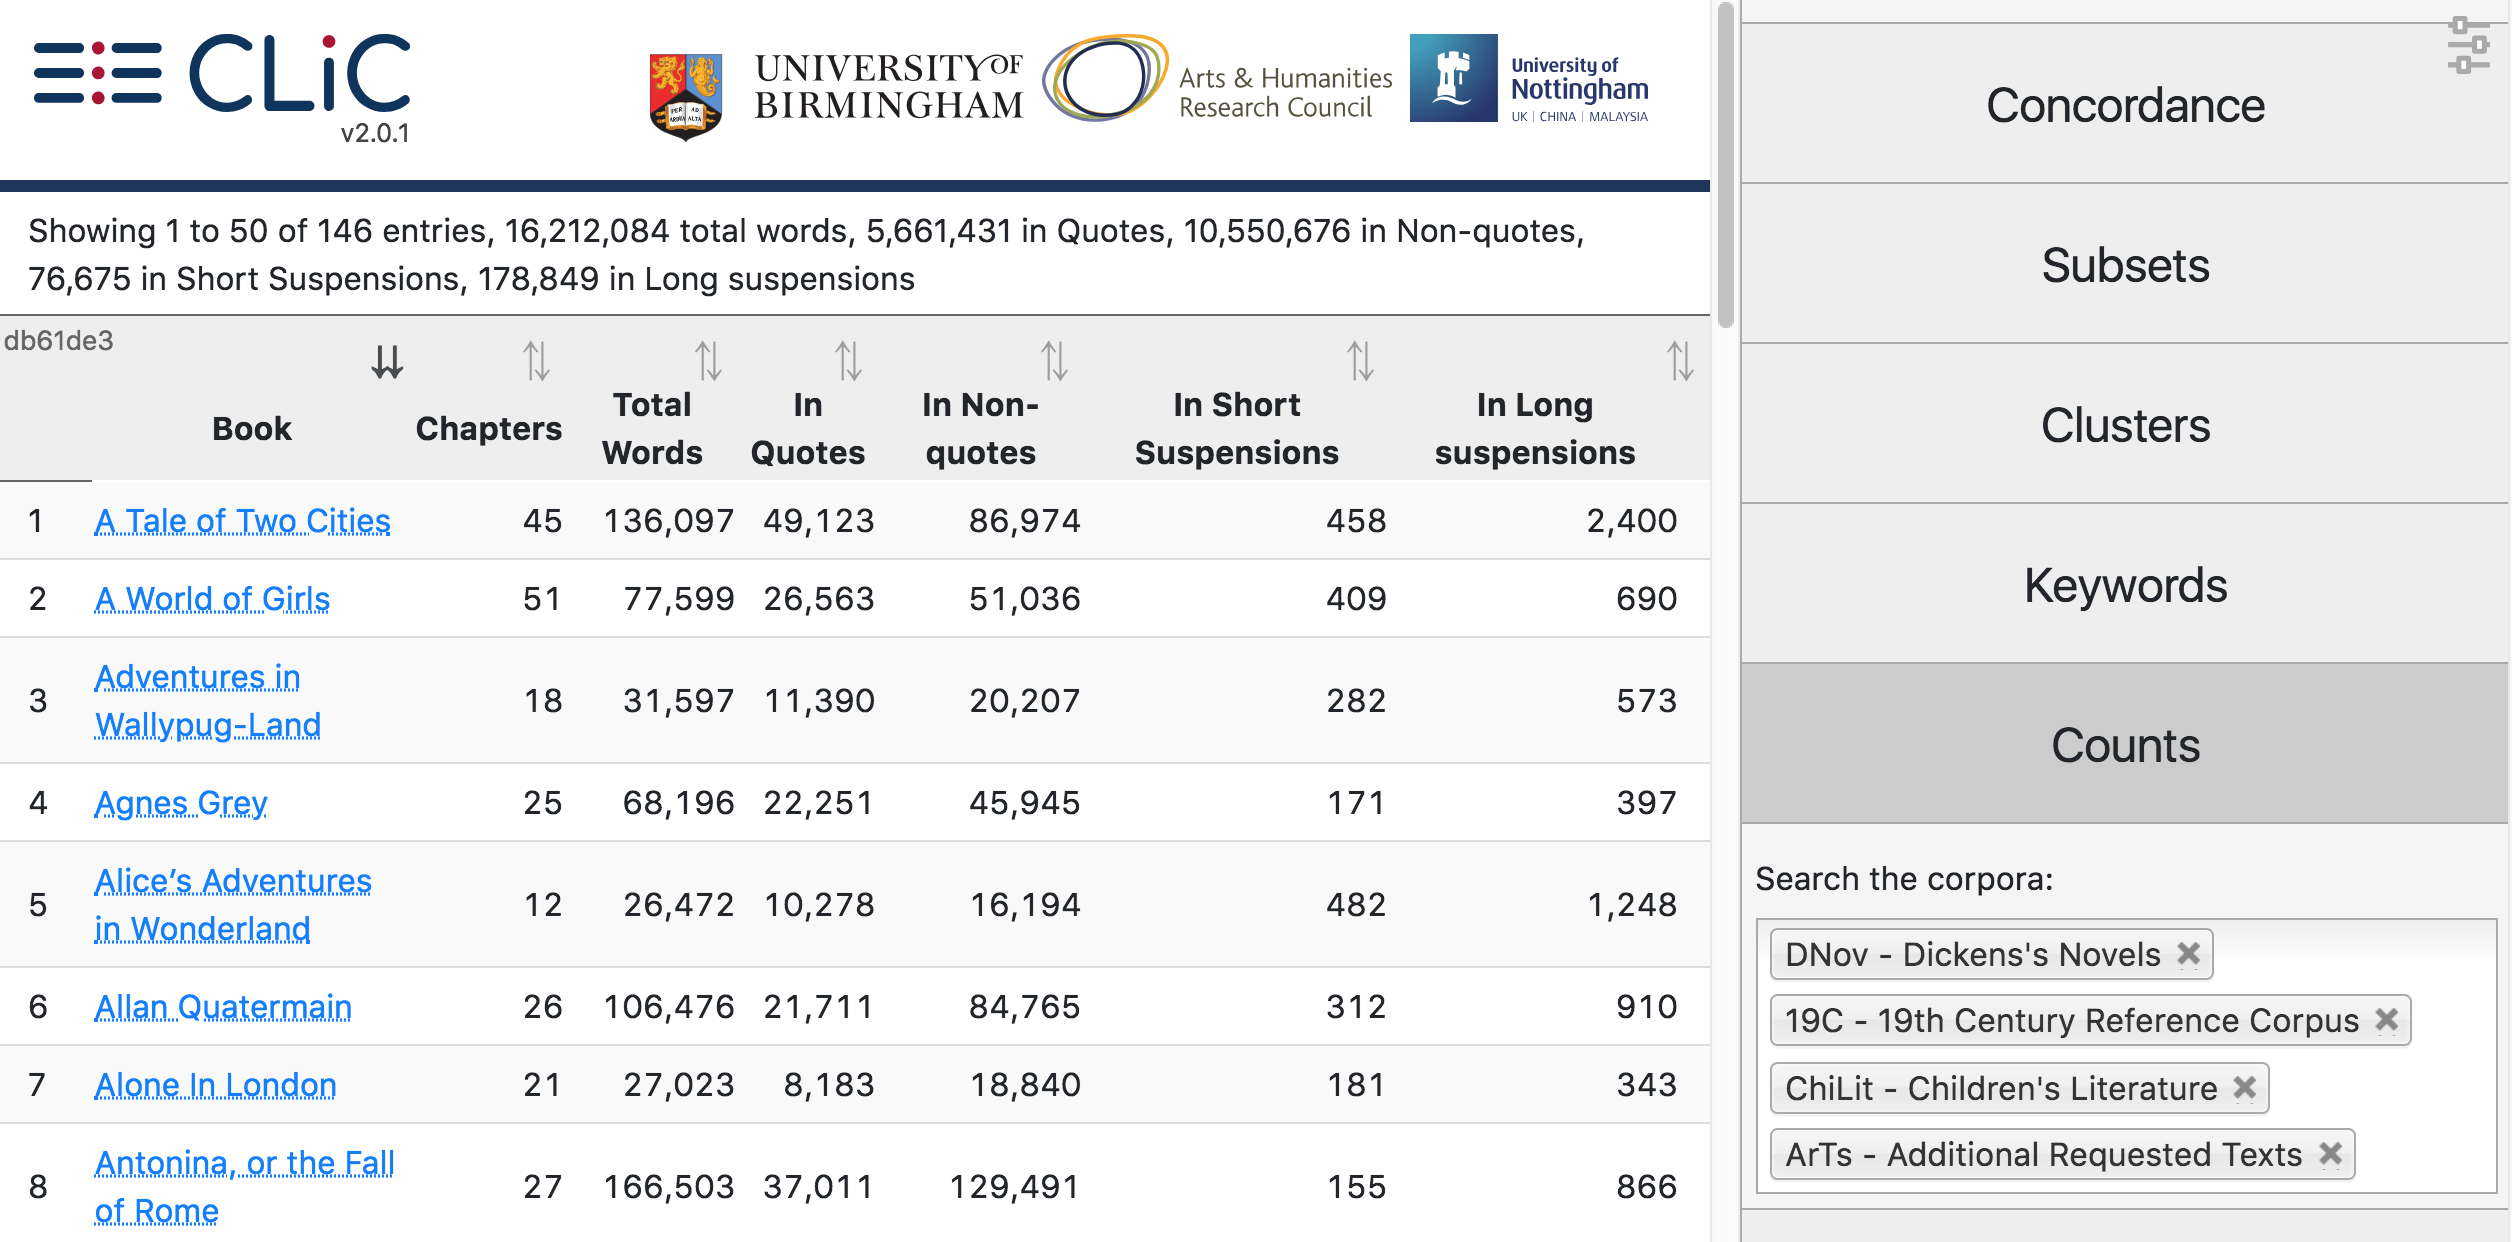 CLiC
v2.0.1
UNIVERSITY OF
BIRMINGHAM
PER AD
ARDUA ALTA
Arts & Humanities
Research Council
University of
Nottingham
UK | CHINA | MALAYSIA
Showing 1 to 50 of 146 entries, 16,212,084 total words, 5,661,431 in Quotes, 10,550,676 in Non-quotes,
76,675 in Short Suspensions, 178,849 in Long suspensions
db61de3
Book Chapters Total Words In Quotes In Non-quotes In Short Suspensions In Long suspensions
1 A Tale of Two Cities 45 136,097 49,123 86,974 458 2,400
2 A World of Girls 51 77,599 26,563 51,036 409 690
3 Adventures in Wallypug-Land 18 31,597 11,390 20,207 282 573
4 Agnes Grey 25 68,196 22,251 45,945 171 397
5 Alice’s Adventures in Wonderland 12 26,472 10,278 16,194 482 1,248
6 Allan Quatermain 26 106,476 21,711 84,765 312 910
7 Alone In London 21 27,023 8,183 18,840 181 343
8 Antonina, or the Fall of Rome 27 166,503 37,011 129,491 155 866
Concordance
Subsets
Clusters
Keywords
Counts
Search the corpora:
DNov - Dickens's Novels
19C - 19th Century Reference Corpus
ChiLit - Children's Literature
ArTs - Additional Requested Texts